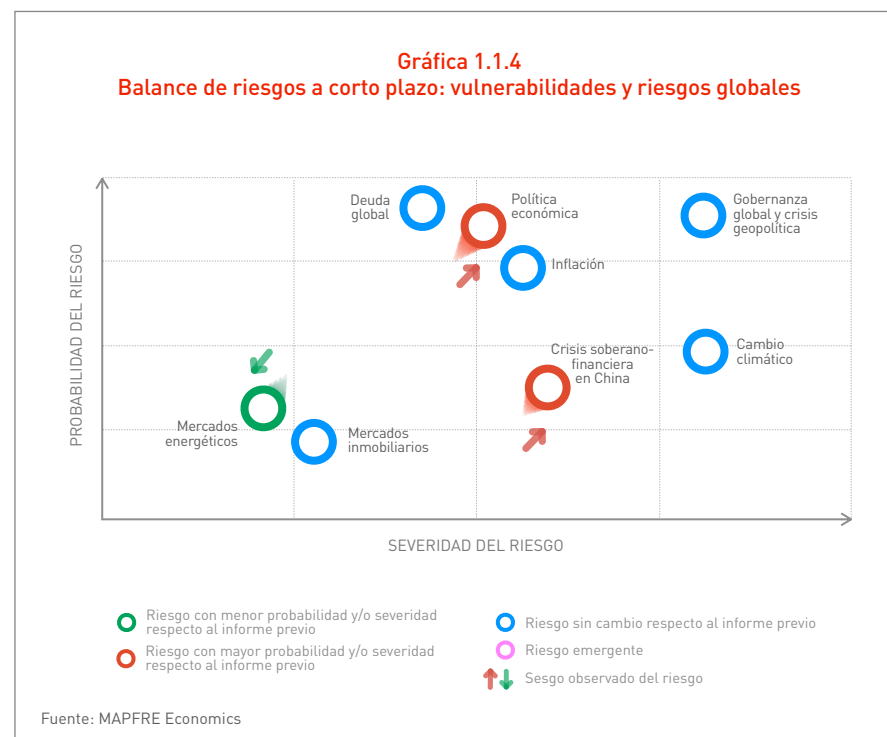 Gráfica 1.1.4
Balance de riesgos a corto plazo: vulnerabilidades y riesgos globales
PROBABILIDAD DEL RIESGO
Deuda
global
Política
económica
Gobernanza
global y crisis
geopolítica
Inflación
Crisis soberano-
financiera
en China
Cambio
climático
Mercados
energéticos
Mercados
inmobiliarios
SEVERIDAD DEL RIESGO
Riesgo con menor probabilidad y/o severidad
respecto al informe previo
Riesgo con mayor probabilidad y/o severidad
respecto al informe previo
Riesgo sin cambio respecto al informe previo
Riesgo emergente
Sesgo observado del riesgo
Fuente: MAPFRE Economics